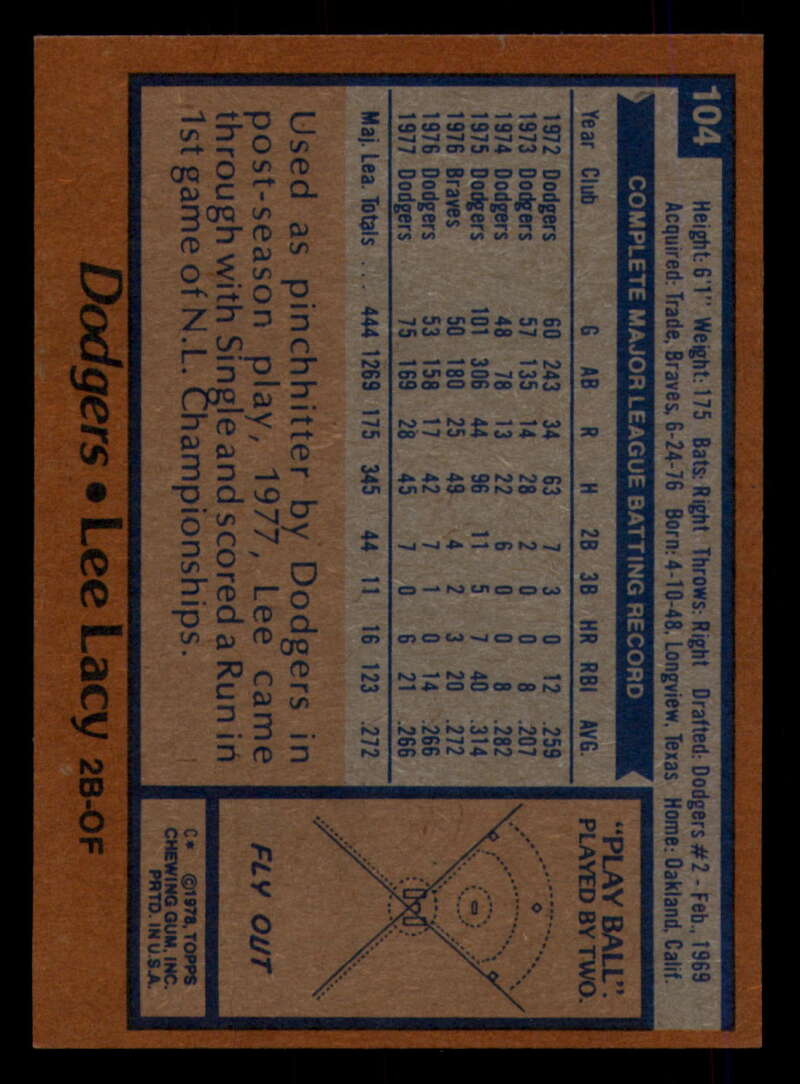 104
Height: 6'1" Weight: 175 Bats: Right Throws: Right Drafted: Dodgers #2 - Feb., 1969
Acquired: Trade, Braves, 6-24-76 Born: 4-10-48, Longview, Texas Home: Oakland, Calif.
COMPLETE MAJOR LEAGUE BATTING RECORD
Year Club G AB R H 2B 3B HR RBI AVG.
1972 Dodgers 60 243 34 63 7 3 0 12 .259
1973 Dodgers 57 135 14 28 2 0 0 8 .207
1974 Dodgers 48 78 13 22 6 0 0 8 .282
1975 Dodgers 101 306 44 96 11 5 7 40 .314
1976 Braves 50 180 25 49 4 2 3 20 .272
1976 Dodgers 53 158 17 42 7 1 0 14 .266
1977 Dodgers 75 169 28 45 7 0 6 21 .266
Maj. Lea. Totals .... 444 1269 175 345 44 11 16 123 .272
Used as pinchhitter by Dodgers in
post-season play, 1977, Lee came
through with Single and scored a Run in
1st game of N.L. Championships.
"PLAY BALL":
PLAYED BY TWO.
FLY OUT
C* ©1978, TOPPS
CHEWING GUM, INC.
PRTD. IN U.S.A.
Dodgers • Lee Lacy 2B-OF